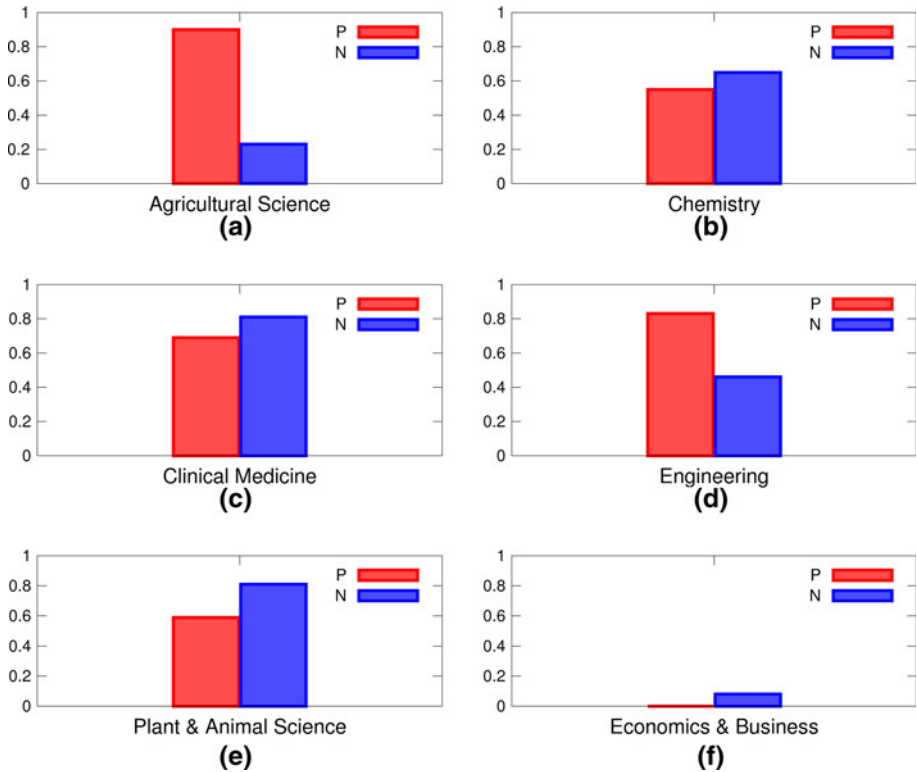 1
0.8
0.6
0.4
0.2
0
P
N
Agricultural Science
(a)
1
0.8
0.6
0.4
0.2
0
P
N
Chemistry
(b)
1
0.8
0.6
0.4
0.2
0
P
N
Clinical Medicine
(c)
1
0.8
0.6
0.4
0.2
0
P
N
Engineering
(d)
1
0.8
0.6
0.4
0.2
0
P
N
Plant & Animal Science
(e)
1
0.8
0.6
0.4
0.2
0
P
N
Economics & Business
(f)